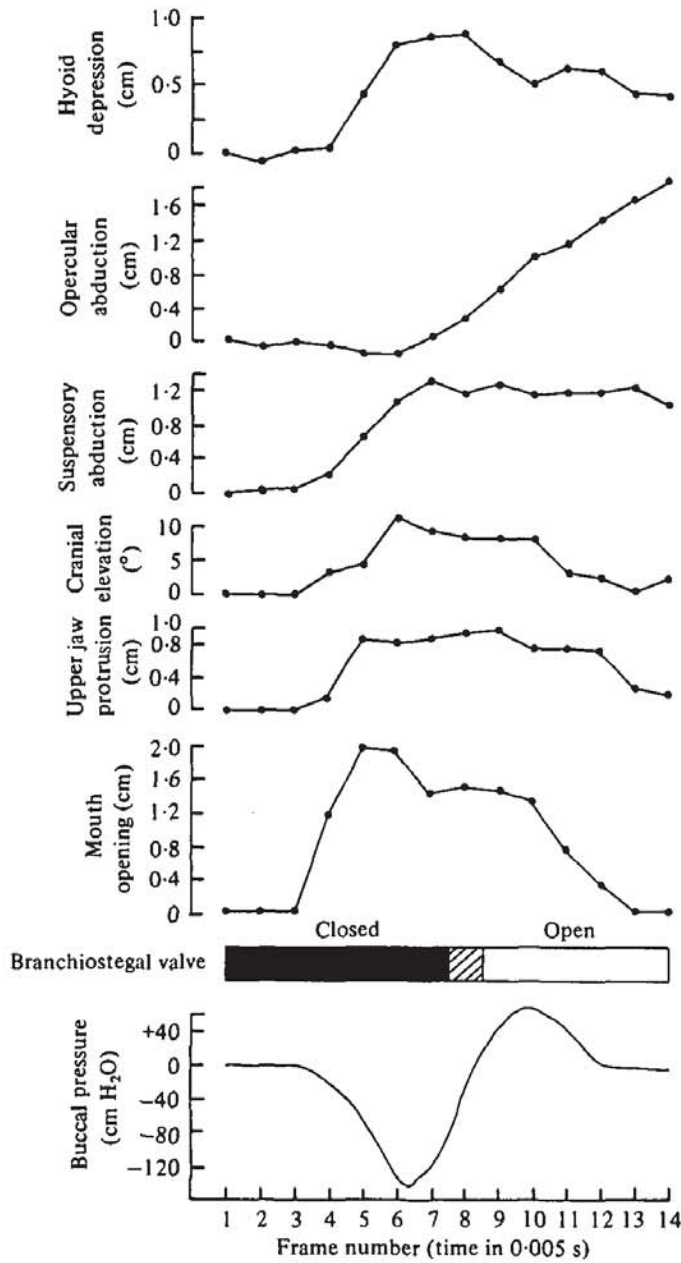 Hyoid
depression
(cm)
1·0
0·5
0
Opercular
abduction
(cm)
1·6
1·2
0·8
0·4
0
Suspensory
abduction
(cm)
1·2
0·8
0·4
0
Cranial
elevation
(°)
10
5
0
Upper jaw
protrusion
(cm)
1·0
0·8
0·4
0
Mouth
opening (cm)
2·0
1·6
1·2
0·8
0·4
0
Closed
Open
Branchiostegal valve
Buccal pressure
(cm H₂O)
+40
0
−40
−80
−120
1 2 3 4 5 6 7 8 9 10 11 12 13 14
Frame number (time in 0·005 s)